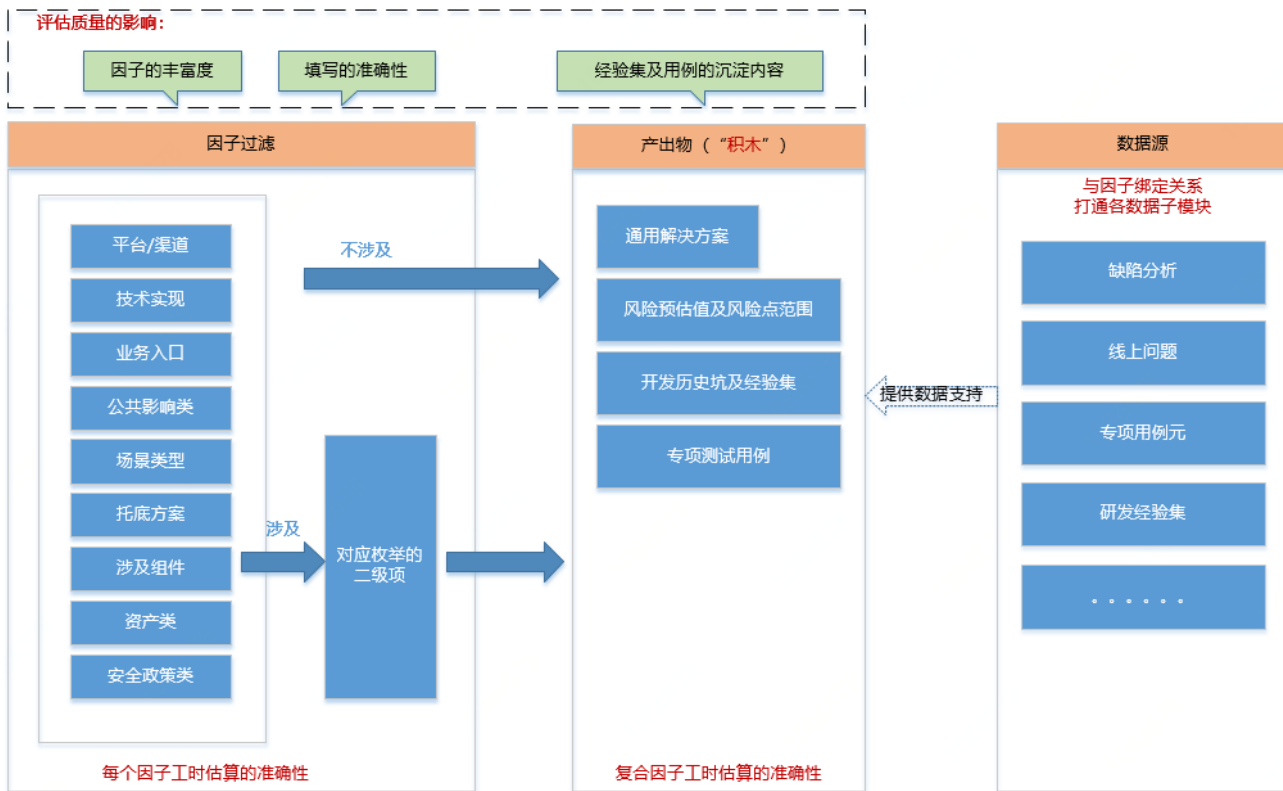 评估质量的影响：
因子的丰富度
填写的准确性
经验集及用例的沉淀内容
因子过滤
平台/渠道
技术实现
业务入口
公共影响类
场景类型
托底方案
涉及组件
资产类
安全政策类
不涉及
涉及
对应枚举的
二级项
每个因子工时估算的准确性
产出物（“积木”）
通用解决方案
风险预估值及风险点范围
开发历史坑及经验集
专项测试用例
复合因子工时估算的准确性
提供数据支持
数据源
与因子绑定关系
打通各数据子模块
缺陷分析
线上问题
专项用例元
研发经验集
。。。。。。